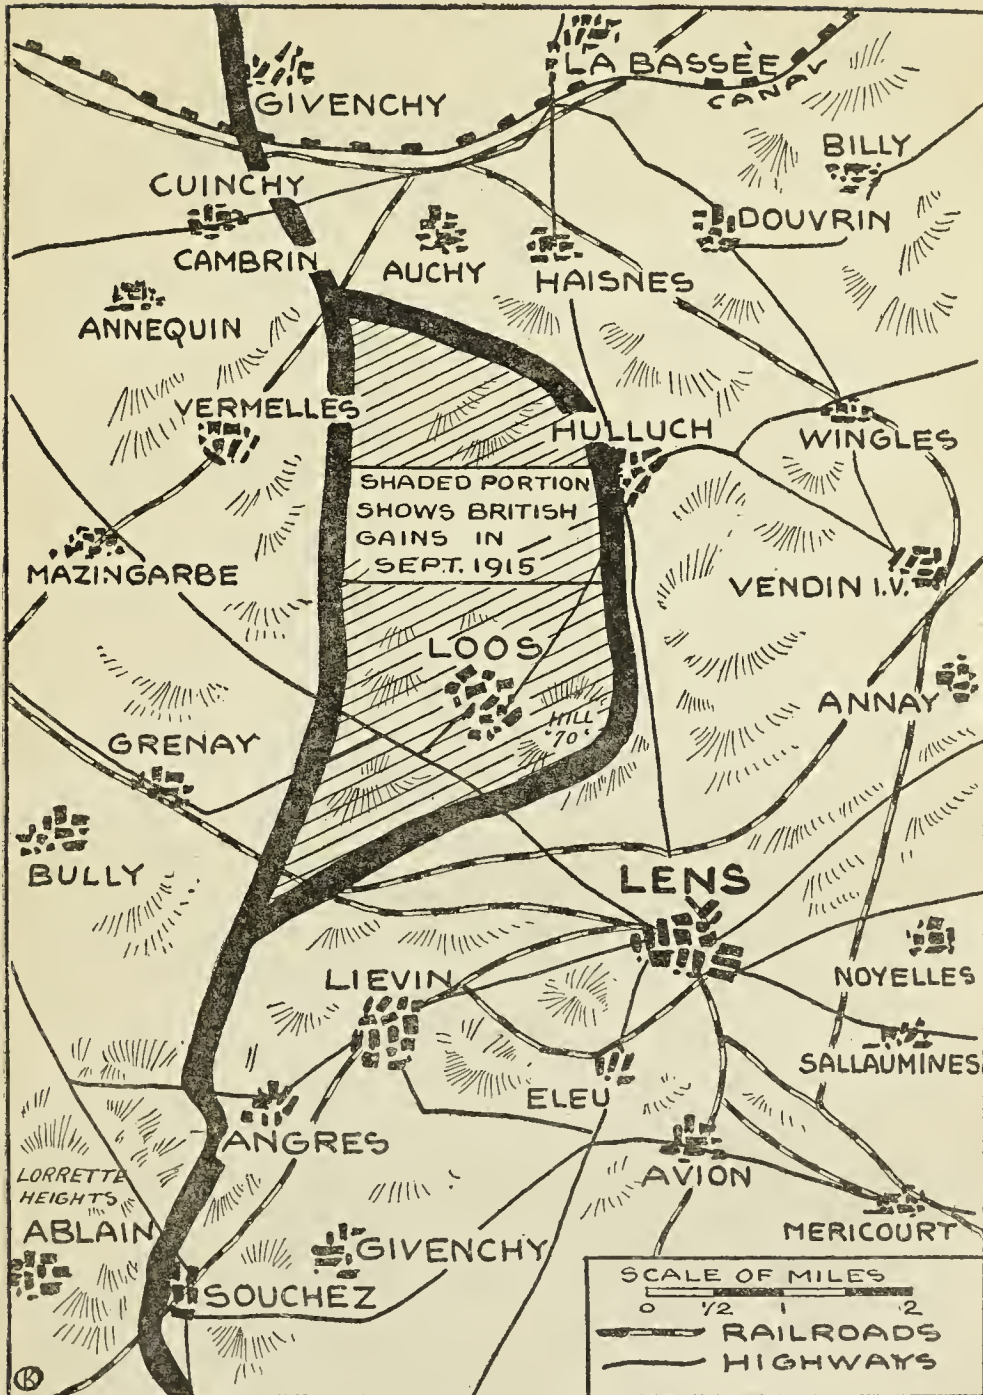 LA BASSÈE
CANAL
GIVENCHY
BILLY
CUINCHY
DOUVRIN
CAMBRIN
AUCHY
HAISNES
ANNEQUIN
VERMELLES
HULLUCH
WINGLES
SHADED PORTION
SHOWS BRITISH
GAINS IN
SEPT. 1915
MAZINGARBE
VENDIN I.V.
LOOS
ANNAY
HILL
"70"
GRENAY
BULLY
LENS
LIEVIN
NOYELLES
SALLAUMINES
ELEU
ANGRES
AVION
LORRETTE
HEIGHTS
ABLAIN
GIVENCHY
MERICOURT
SOUCHEZ
SCALE OF MILES
0 1/2 1 2
RAILROADS
HIGHWAYS
K